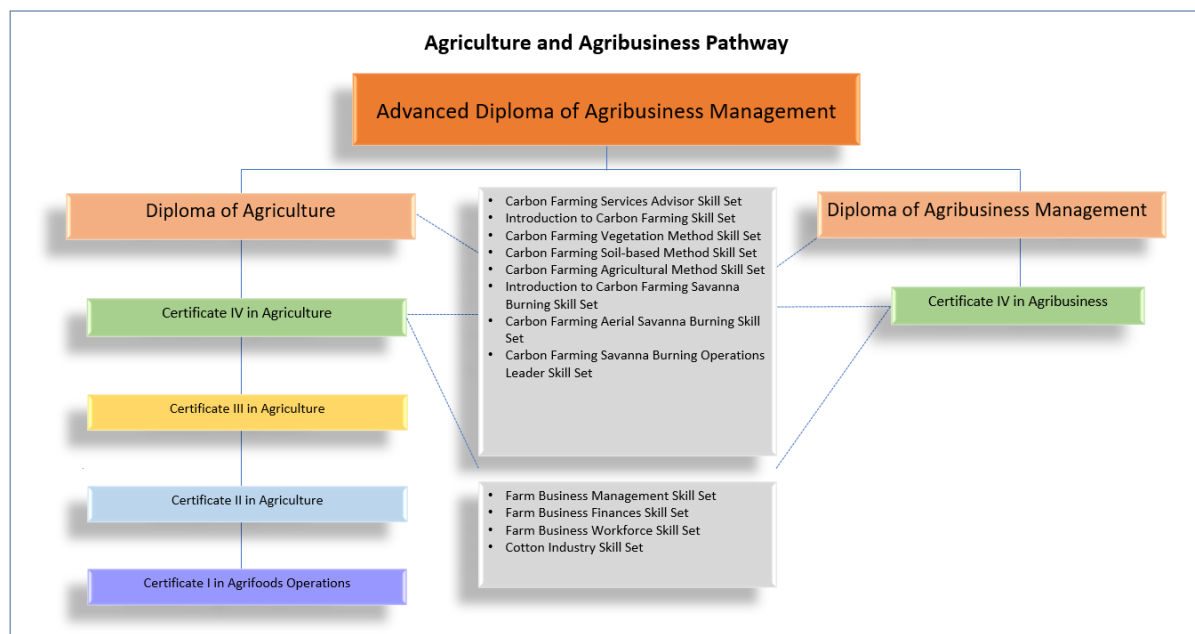 Agriculture and Agribusiness Pathway
Advanced Diploma of Agribusiness Management
Diploma of Agriculture
Diploma of Agribusiness Management
• Carbon Farming Services Advisor Skill Set
• Introduction to Carbon Farming Skill Set
• Carbon Farming Vegetation Method Skill Set
• Carbon Farming Soil-based Method Skill Set
• Carbon Farming Agricultural Method Skill Set
• Introduction to Carbon Farming Savanna
Burning Skill Set
• Carbon Farming Aerial Savanna Burning Skill
Set
• Carbon Farming Savanna Burning Operations
Leader Skill Set
Certificate IV in Agriculture
Certificate IV in Agribusiness
Certificate III in Agriculture
Certificate II in Agriculture
• Farm Business Management Skill Set
• Farm Business Finances Skill Set
• Farm Business Workforce Skill Set
• Cotton Industry Skill Set
Certificate I in Agrifoods Operations